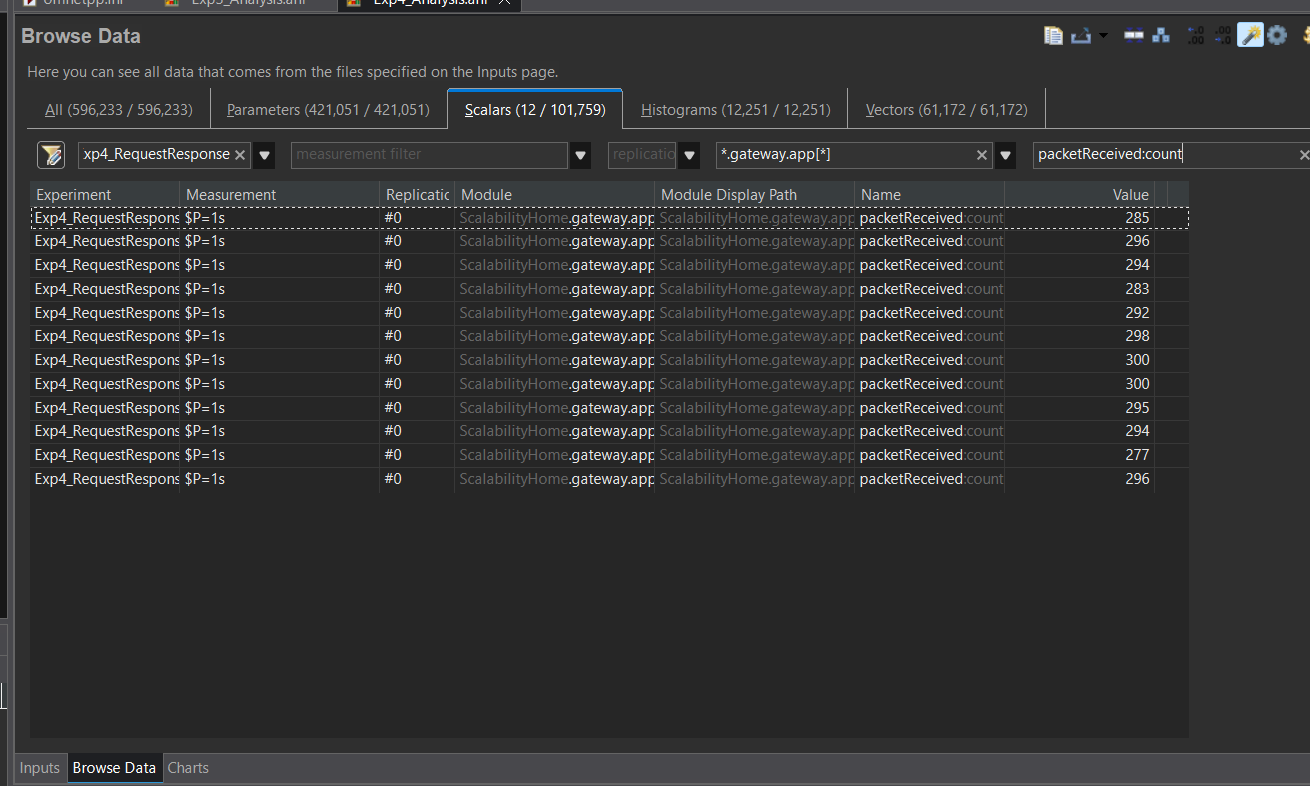 omnetpp.ini Exp3_Analysis.anf Exp4_Analysis.anf
Browse Data
Here you can see all data that comes from the files specified on the Inputs page.
All (596,233 / 596,233) Parameters (421,051 / 421,051) Scalars (12 / 101,759) Histograms (12,251 / 12,251) Vectors (61,172 / 61,172)
xp4_RequestResponse measurement filter replicatio *.gateway.app[*] packetReceived:count
Experiment Measurement Replicatic Module Module Display Path Name Value
Exp4_RequestRespons $P=1s #0 ScalabilityHome.gateway.app ScalabilityHome.gateway.app packetReceived:count 285
Exp4_RequestRespons $P=1s #0 ScalabilityHome.gateway.app ScalabilityHome.gateway.app packetReceived:count 296
Exp4_RequestRespons $P=1s #0 ScalabilityHome.gateway.app ScalabilityHome.gateway.app packetReceived:count 294
Exp4_RequestRespons $P=1s #0 ScalabilityHome.gateway.app ScalabilityHome.gateway.app packetReceived:count 283
Exp4_RequestRespons $P=1s #0 ScalabilityHome.gateway.app ScalabilityHome.gateway.app packetReceived:count 292
Exp4_RequestRespons $P=1s #0 ScalabilityHome.gateway.app ScalabilityHome.gateway.app packetReceived:count 298
Exp4_RequestRespons $P=1s #0 ScalabilityHome.gateway.app ScalabilityHome.gateway.app packetReceived:count 300
Exp4_RequestRespons $P=1s #0 ScalabilityHome.gateway.app ScalabilityHome.gateway.app packetReceived:count 300
Exp4_RequestRespons $P=1s #0 ScalabilityHome.gateway.app ScalabilityHome.gateway.app packetReceived:count 295
Exp4_RequestRespons $P=1s #0 ScalabilityHome.gateway.app ScalabilityHome.gateway.app packetReceived:count 294
Exp4_RequestRespons $P=1s #0 ScalabilityHome.gateway.app ScalabilityHome.gateway.app packetReceived:count 277
Exp4_RequestRespons $P=1s #0 ScalabilityHome.gateway.app ScalabilityHome.gateway.app packetReceived:count 296
Inputs Browse Data Charts